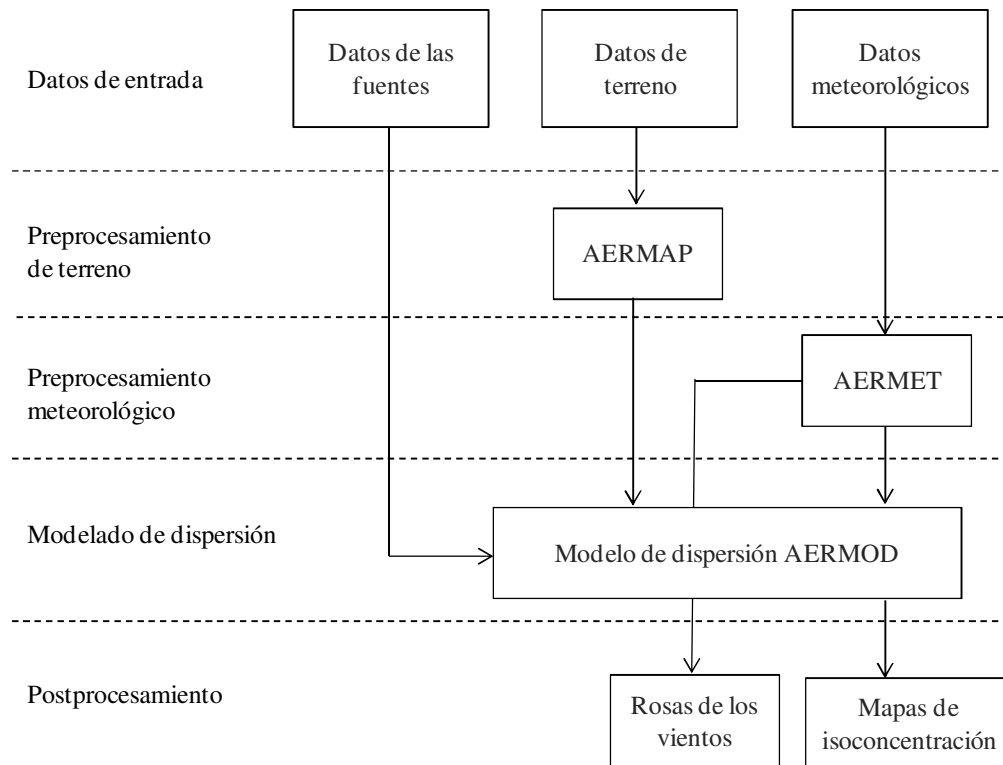 Datos de entrada
Datos de las
fuentes
Datos de
terreno
Datos
meteorológicos
Preprocesamiento
de terreno
AERMAP
Preprocesamiento
meteorológico
AERMET
Modelado de dispersión
Modelo de dispersión AERMOD
Postprocesamiento
Rosas de los
vientos
Mapas de
isoconcentración